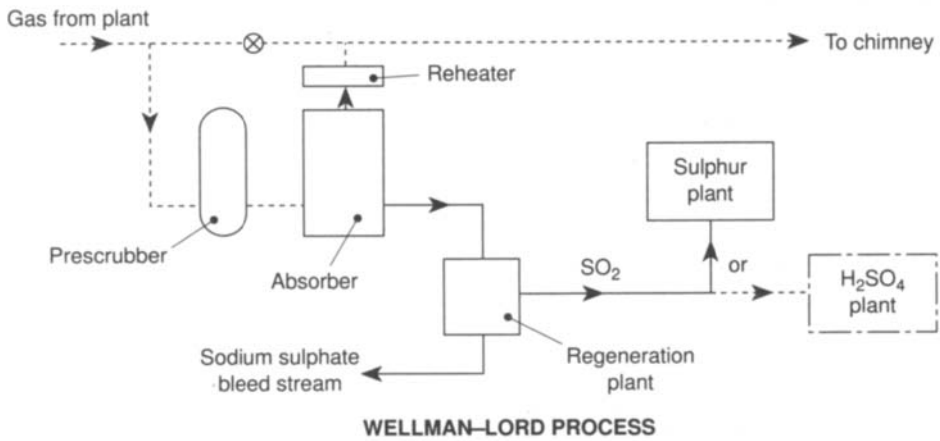 Gas from plant
To chimney
Reheater
Sulphur
plant
Prescrubber
Absorber
SO₂
or
H₂SO₄
plant
Sodium sulphate
bleed stream
Regeneration
plant
WELLMAN–LORD PROCESS